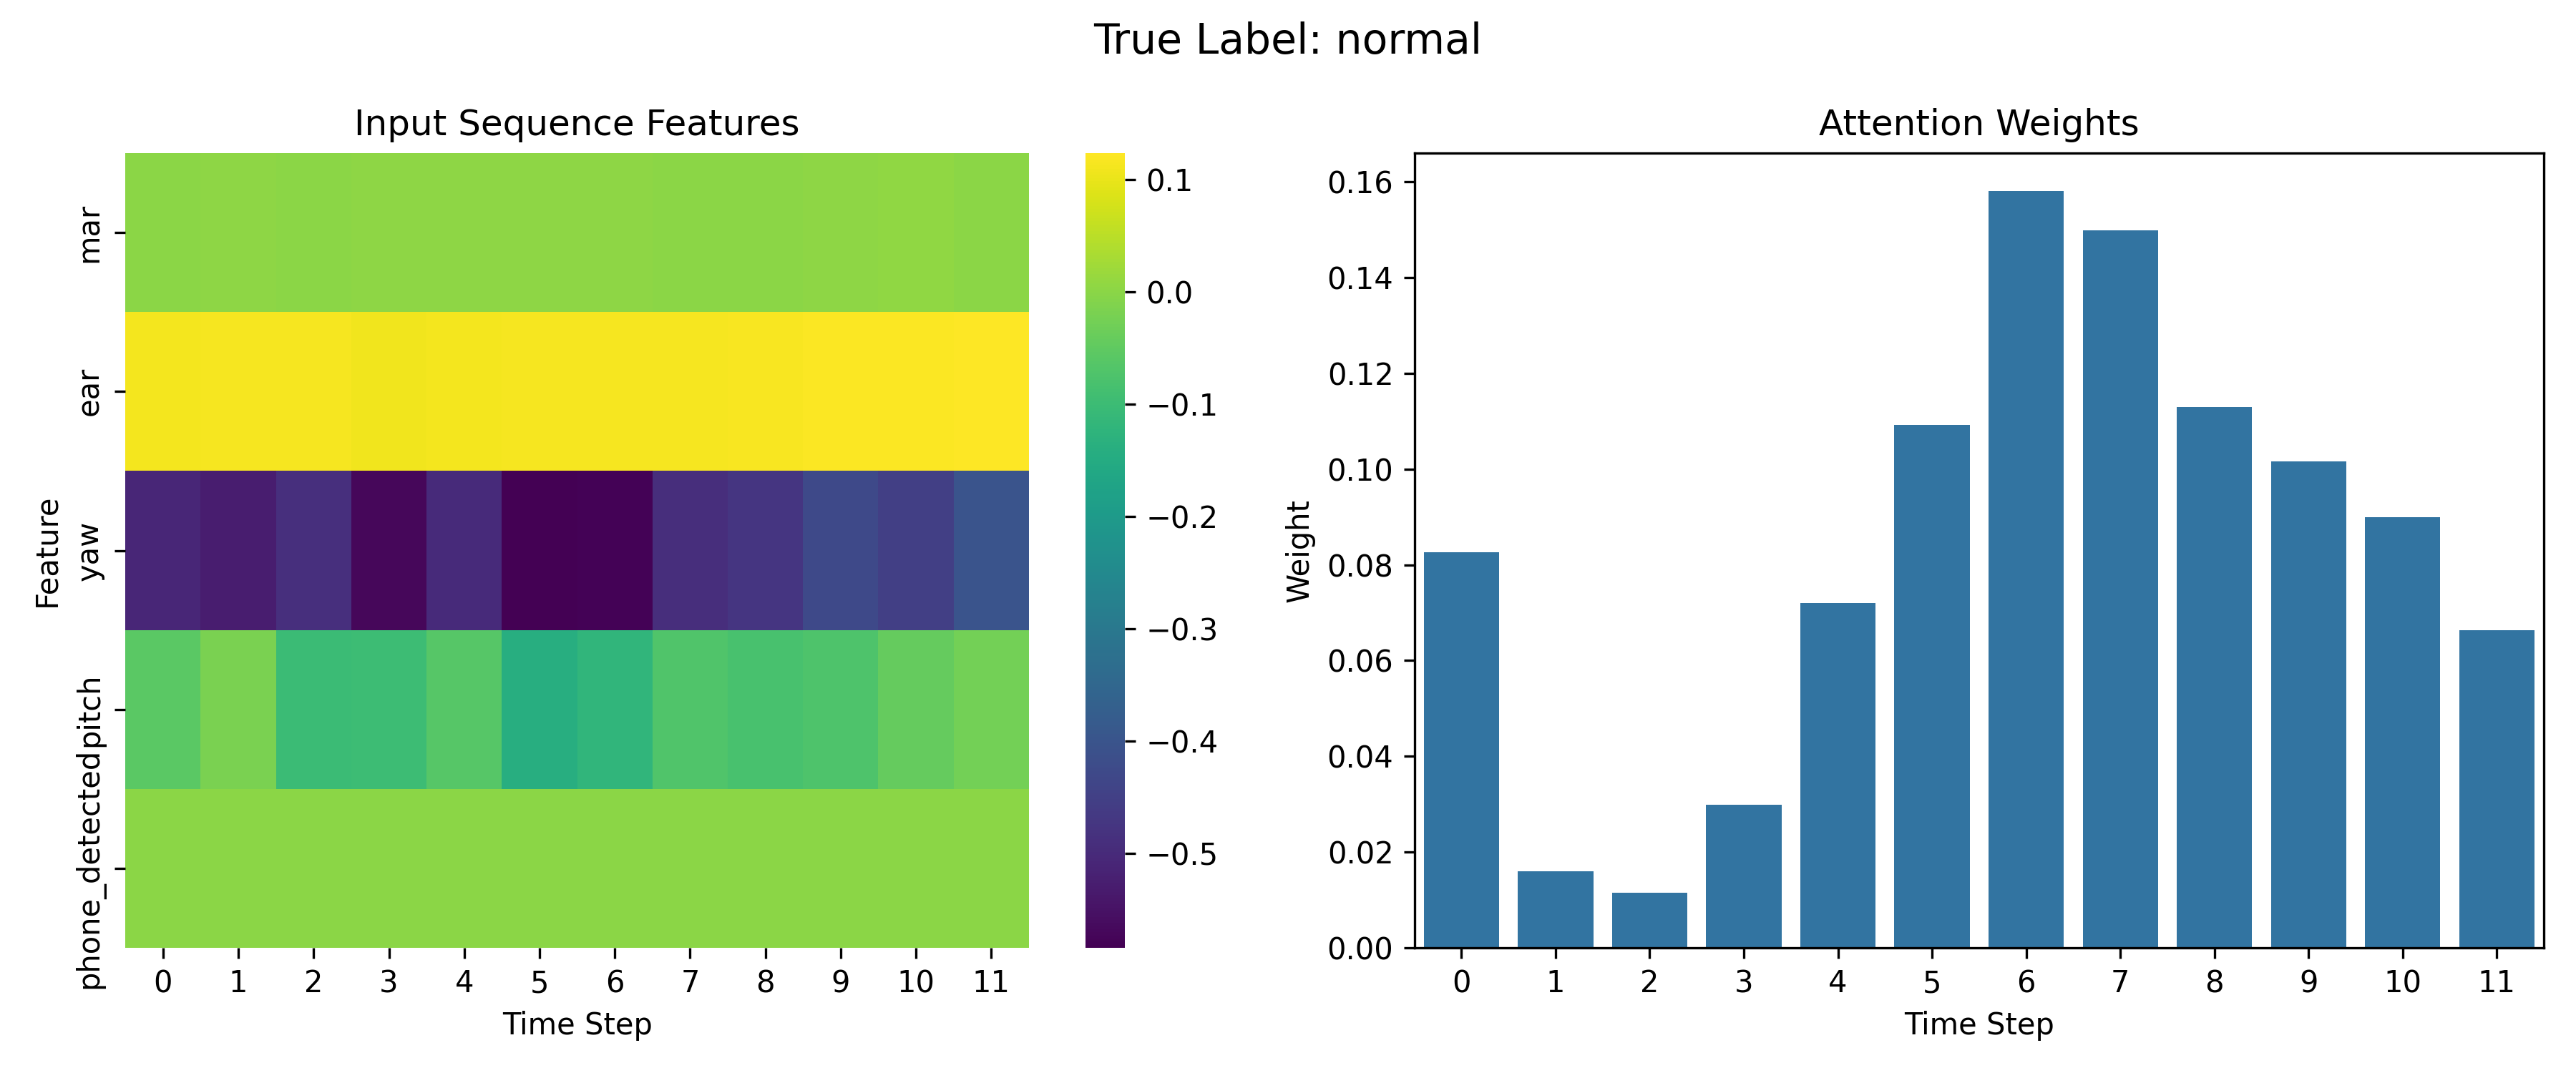 True Label: normal
Input Sequence Features
Feature
mar
ear
yaw
pitch
phone_detected
0 1 2 3 4 5 6 7 8 9 10 11
Time Step
0.1
0.0
−0.1
−0.2
−0.3
−0.4
−0.5
Attention Weights
Weight
0.16
0.14
0.12
0.10
0.08
0.06
0.04
0.02
0.00
0 1 2 3 4 5 6 7 8 9 10 11
Time Step